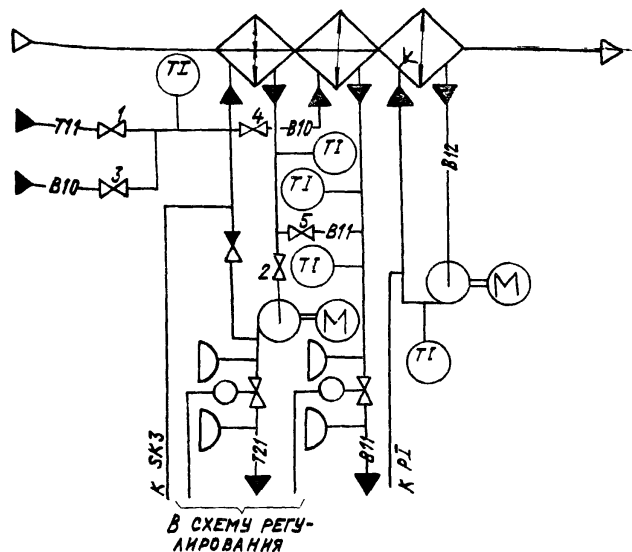 TI
T11
1
4
B10
B10
3
TI
TI
5
B11
2
TI
B12
M
M
TI
К SK3
T21
B11
К PI
В СХЕМУ РЕГУ-
ЛИРОВАНИЯ